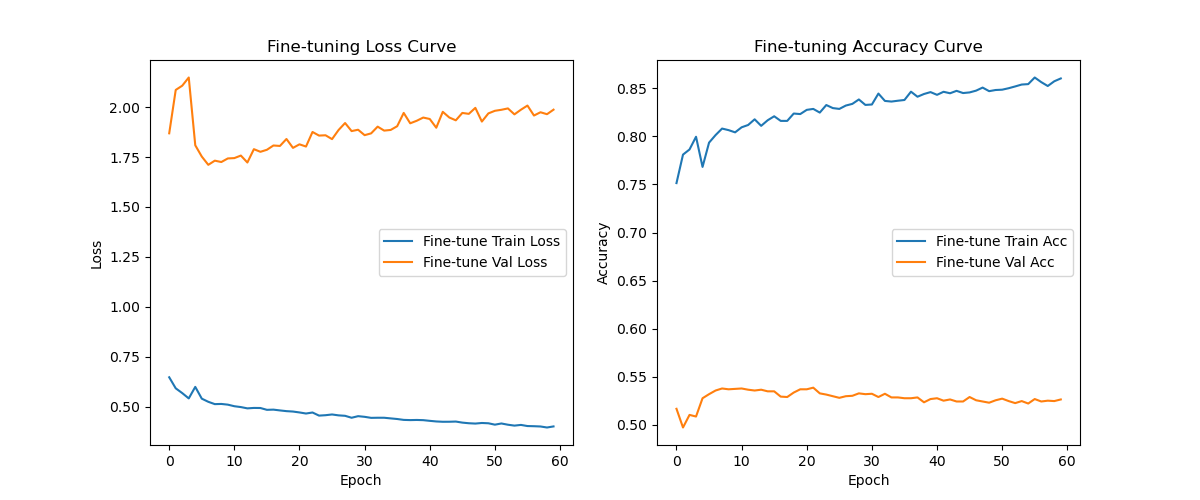 Fine-tuning Loss Curve
Loss
2.00
1.75
1.50
1.25
1.00
0.75
0.50
Fine-tune Train Loss
Fine-tune Val Loss
0 10 20 30 40 50 60
Epoch
Fine-tuning Accuracy Curve
Accuracy
0.85
0.80
0.75
0.70
0.65
0.60
0.55
0.50
Fine-tune Train Acc
Fine-tune Val Acc
0 10 20 30 40 50 60
Epoch